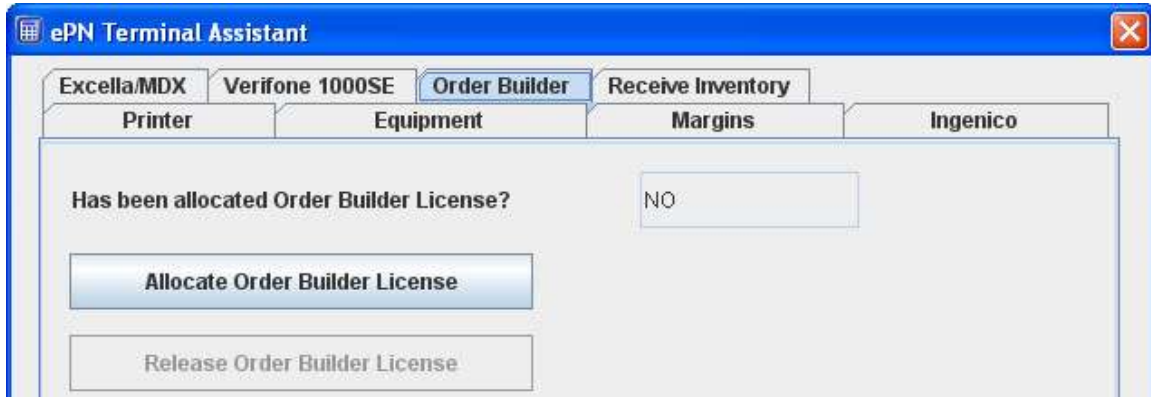 ePN Terminal Assistant
Excella/MDX Verifone 1000SE Order Builder Receive Inventory
Printer Equipment Margins Ingenico
Has been allocated Order Builder License? NO
Allocate Order Builder License
Release Order Builder License